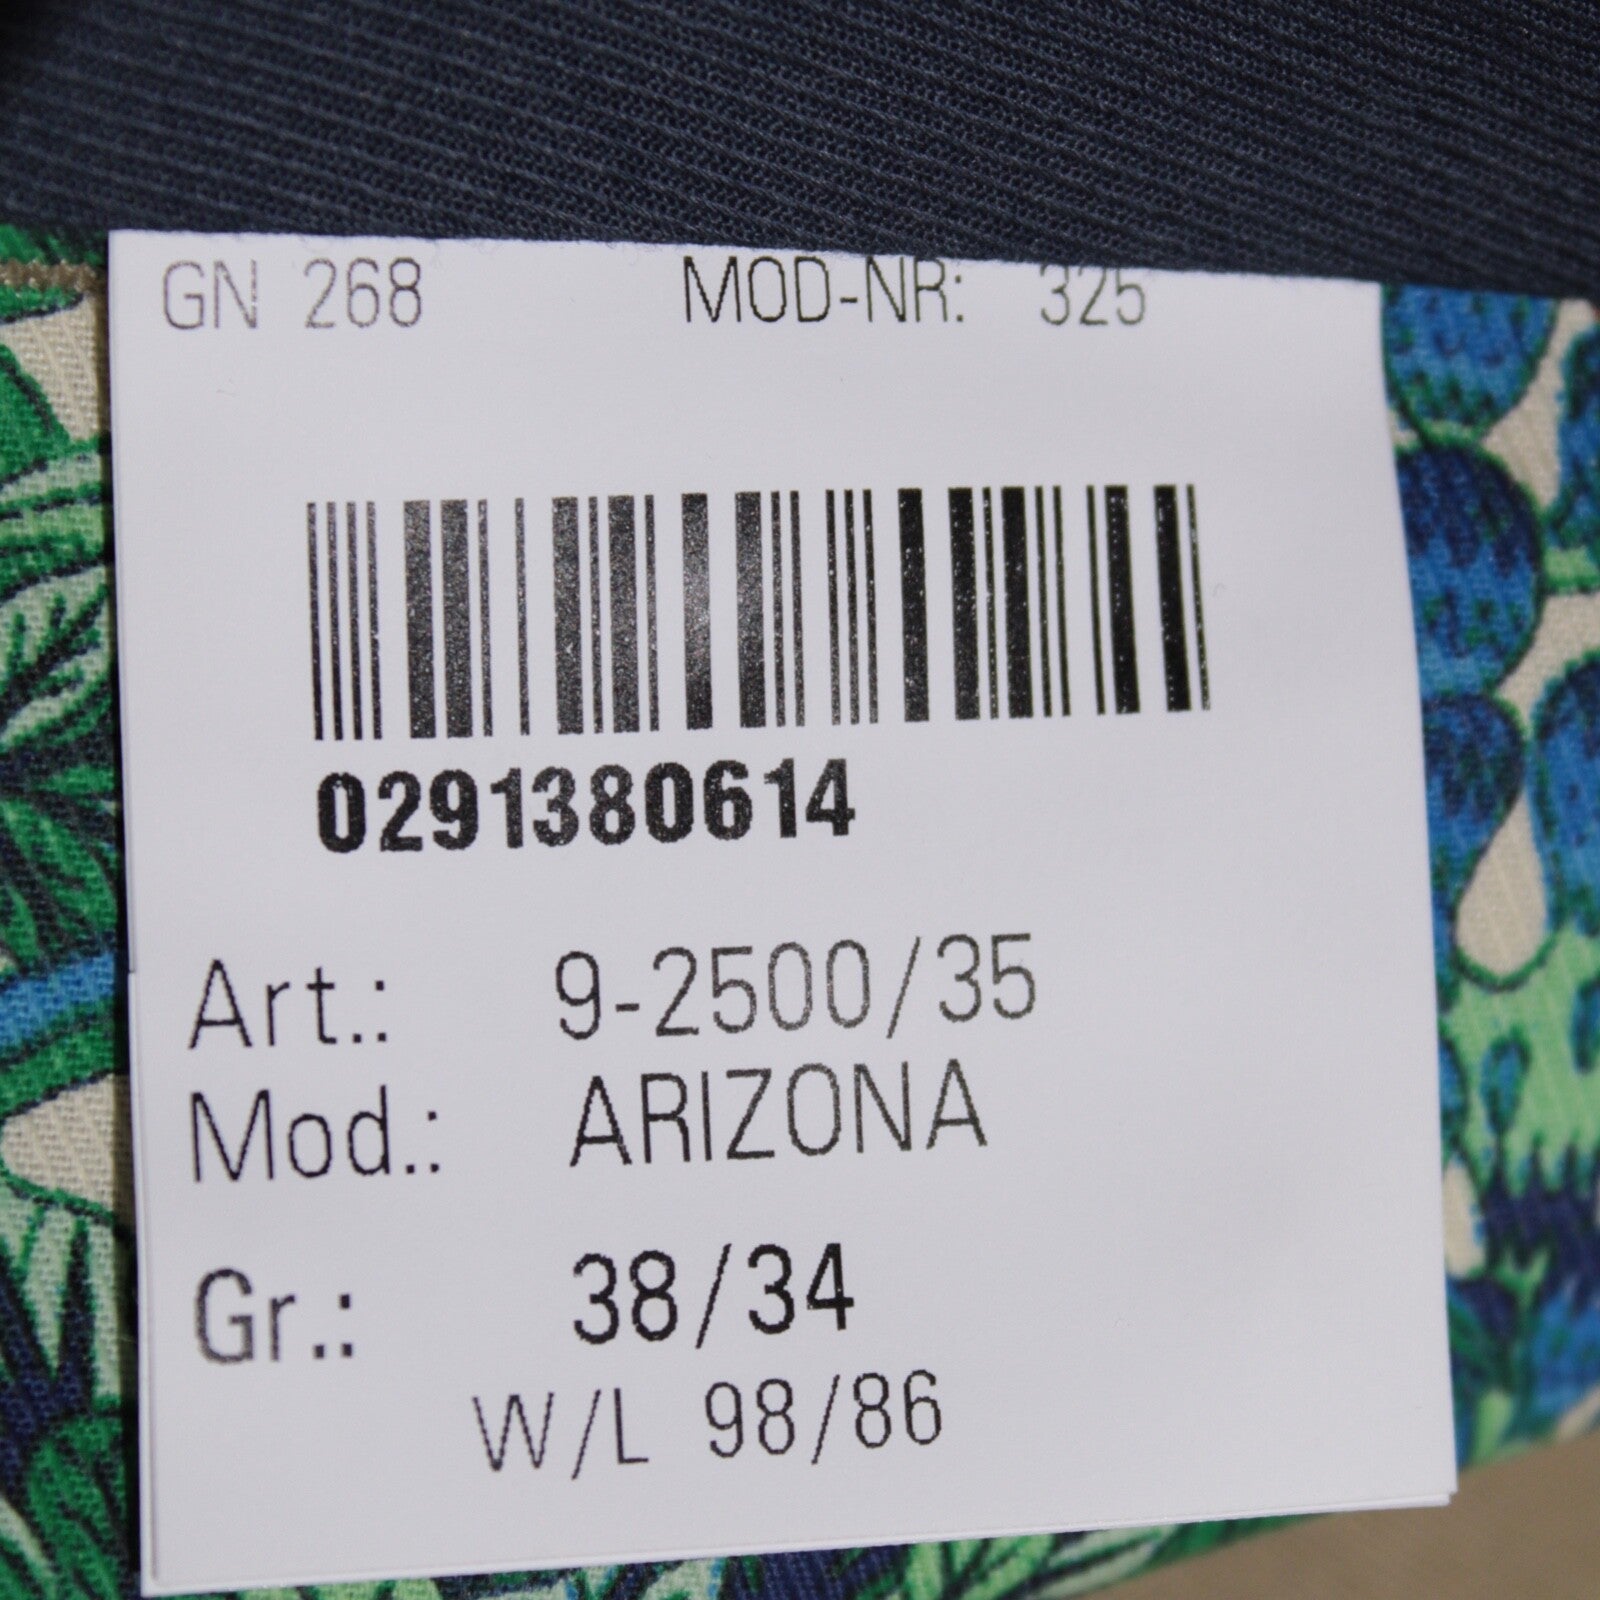 GN 268 MOD-NR: 325
0291380614
Art.: 9-2500/35
Mod.: ARIZONA
Gr.: 38/34
W/L 98/86